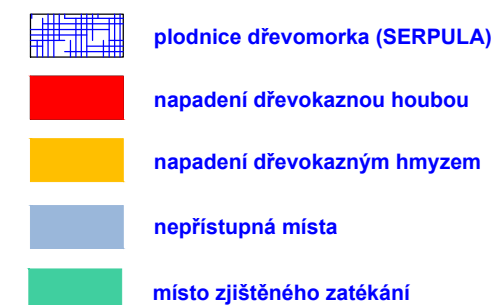 plodnice dřevomorka (SERPULA)
napadení dřevokaznou houbou
napadení dřevokazným hmyzem
nepřístupná místa
místo zjištěného zatékání